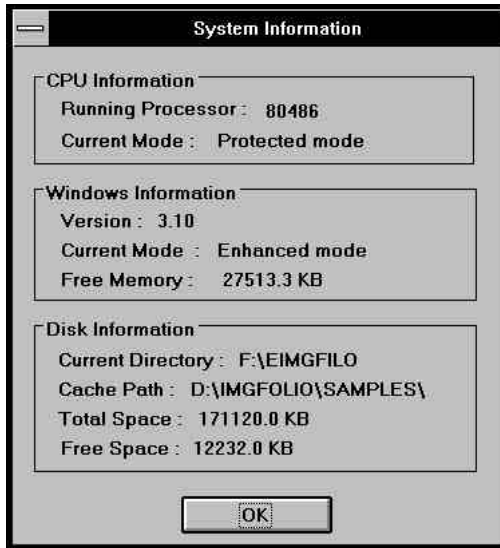 System Information
CPU Information
Running Processor : 80486
Current Mode : Protected mode
Windows Information
Version : 3.10
Current Mode : Enhanced mode
Free Memory : 27513.3 KB
Disk Information
Current Directory : F:\EIMGFILO
Cache Path : D:\IMGFOLIO\SAMPLES\
Total Space : 171120.0 KB
Free Space : 12232.0 KB
OK